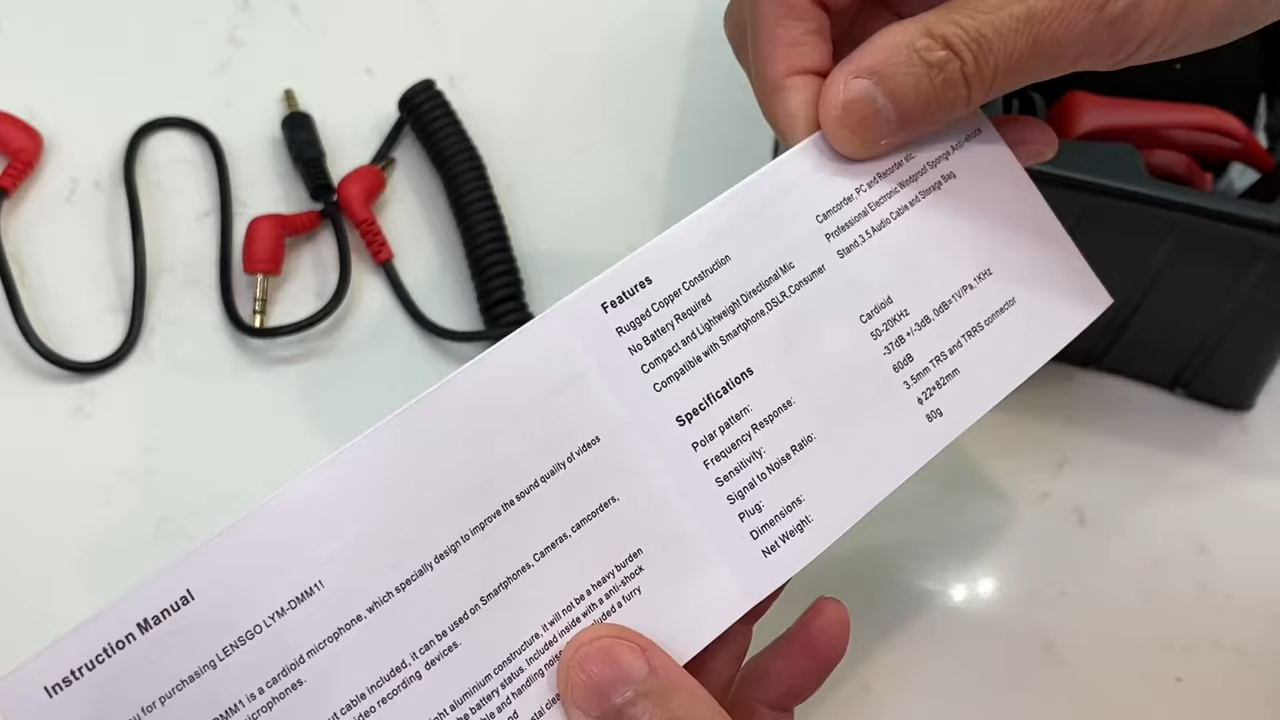 Instruction Manual
for purchasing LENSGO LYM-DMM1!
DMM1 is a cardioid microphone, which specially design to improve the sound quality of videos
microphones.
cable included, it can be used on Smartphones, Cameras, camcorders,
video recording devices.
aluminium constructure, it will not be a heavy burden
battery status. Included inside with a anti-shock
and handling noise
included a furry
Features
Rugged Copper Construction
No Battery Required
Compact and Lightweight Directional Mic
Compatible with Smartphone,DSLR,Consumer
Camcorder, PC and Recorder etc.
Professional Electronic Windproof Sponge,Anti-shock
Stand,3.5 Audio Cable and Storage Bag
Specifications
Polar pattern: Cardioid
Frequency Response: 50-20KHz
Sensitivity: -37dB +/-3dB, 0dB=1V/Pa,1KHz
Signal to Noise Ratio: 60dB
Plug: 3.5mm TRS and TRRS connector
Dimensions: ϕ22*82mm
Net Weight: 80g